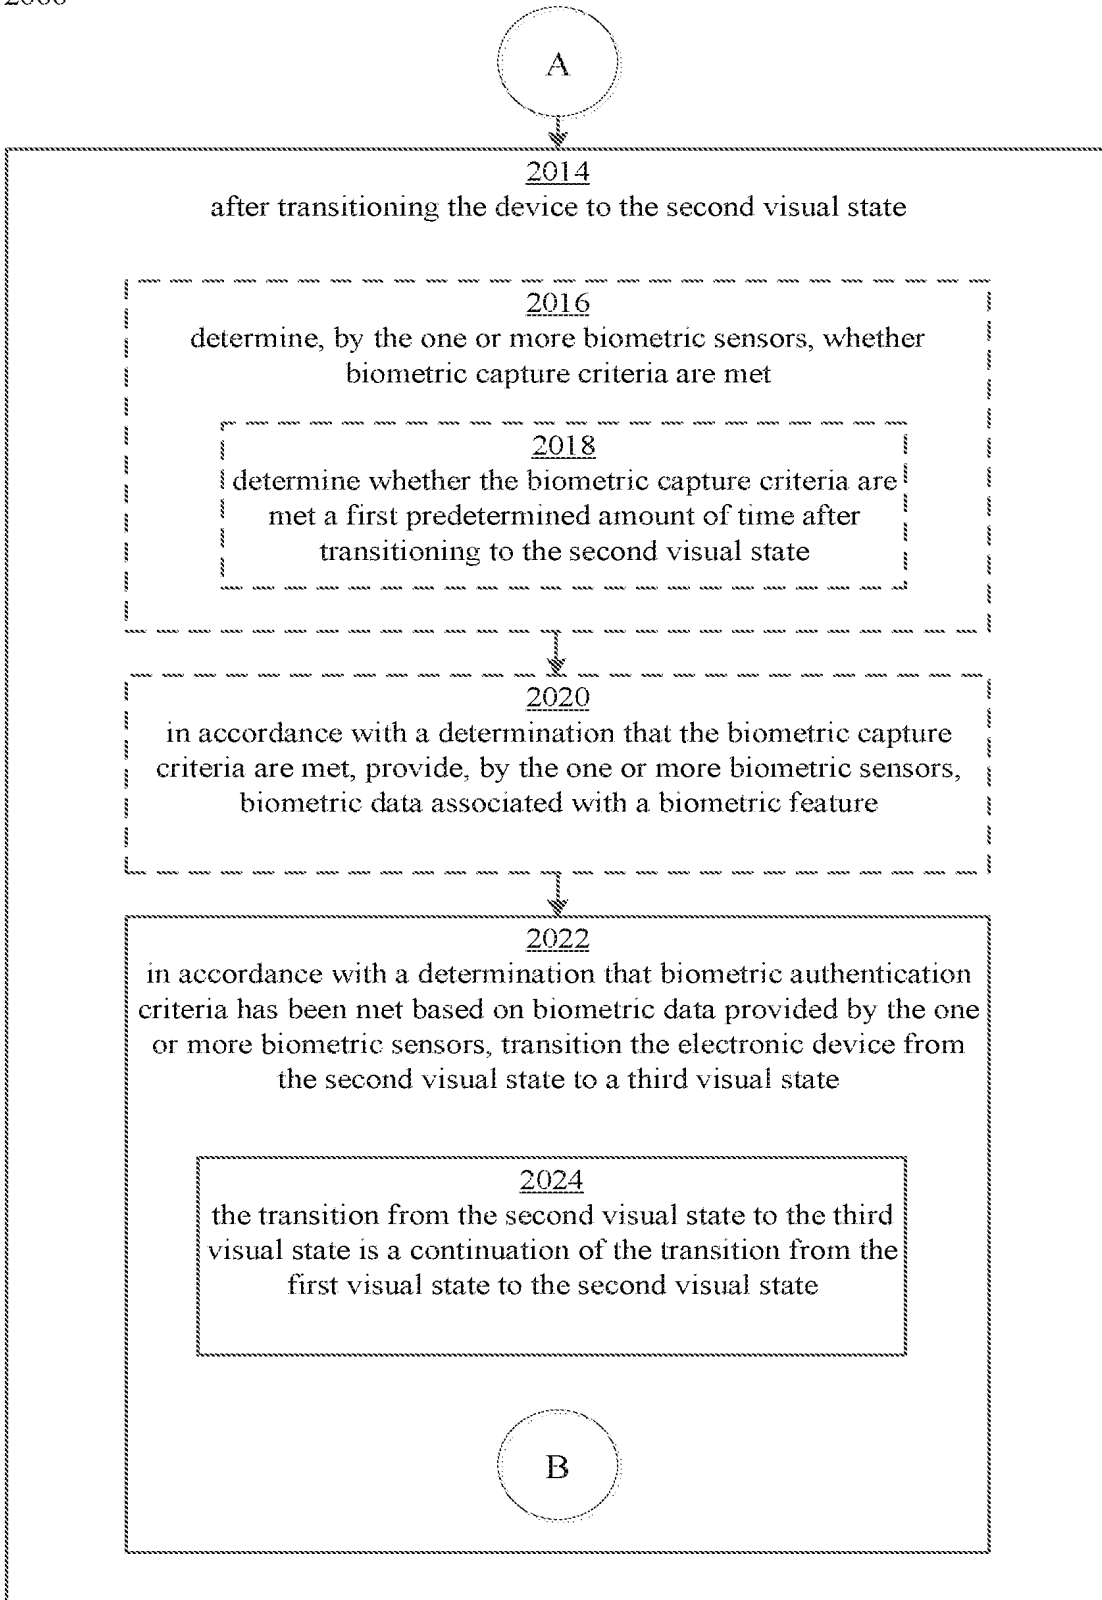 A
2014
after transitioning the device to the second visual state
2016
determine, by the one or more biometric sensors, whether
biometric capture criteria are met
2018
determine whether the biometric capture criteria are
met a first predetermined amount of time after
transitioning to the second visual state
2020
in accordance with a determination that the biometric capture
criteria are met, provide, by the one or more biometric sensors,
biometric data associated with a biometric feature
2022
in accordance with a determination that biometric authentication
criteria has been met based on biometric data provided by the one
or more biometric sensors, transition the electronic device from
the second visual state to a third visual state
2024
the transition from the second visual state to the third
visual state is a continuation of the transition from the
first visual state to the second visual state
B